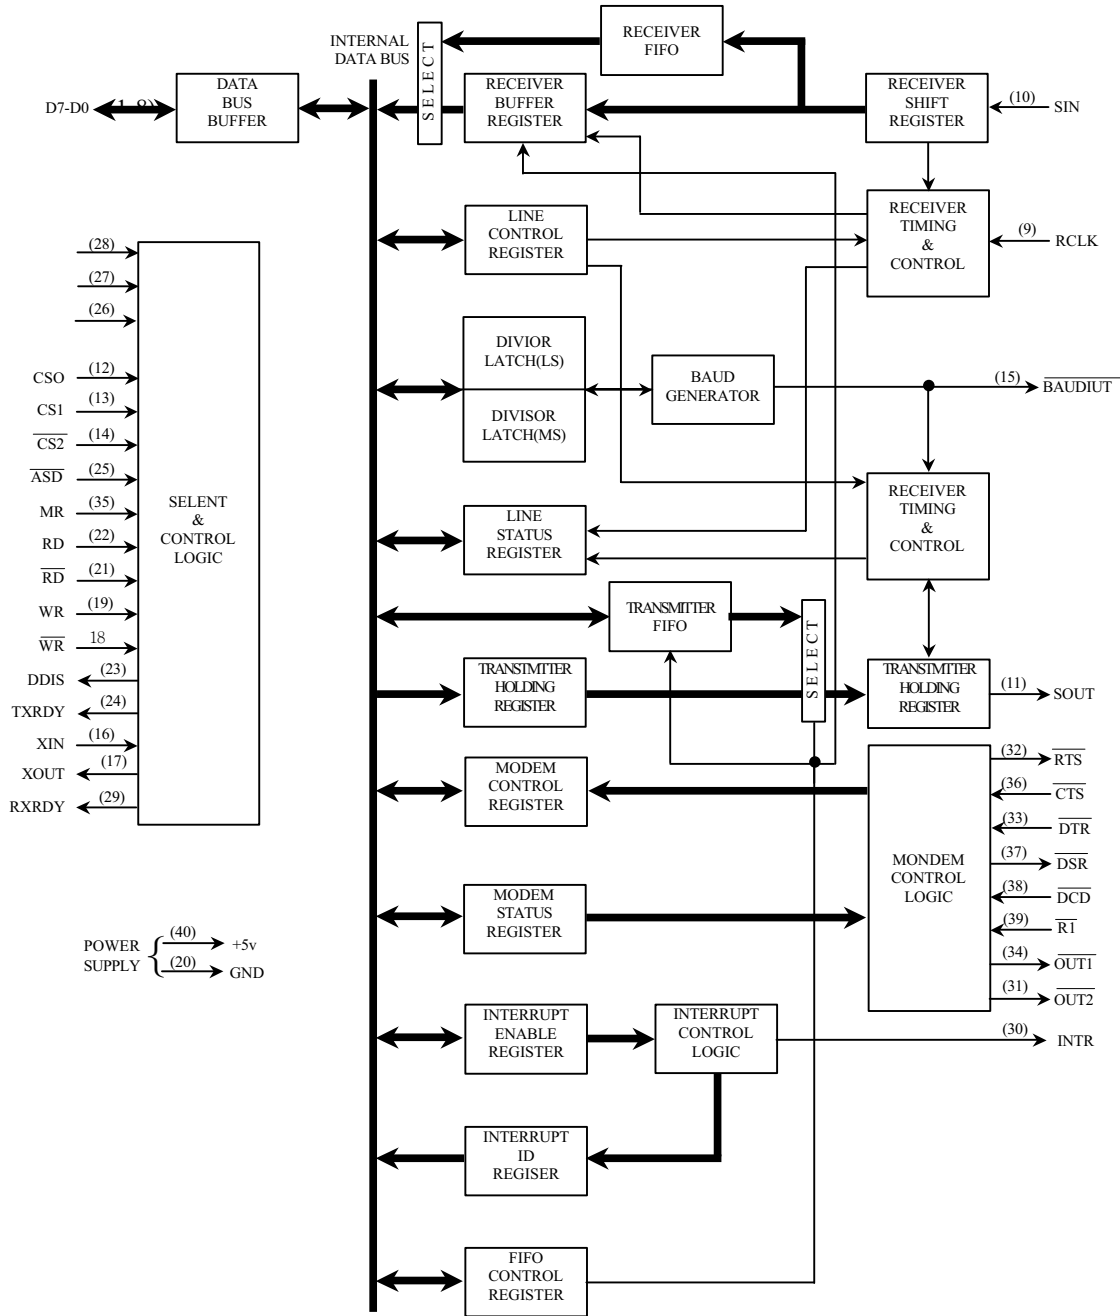 INTERNAL
DATA BUS
SELECT
RECEIVER
FIFO
D7-D0
DATA
BUS
BUFFER
RECEIVER
BUFFER
REGISTER
RECEIVER
SHIFT
REGISTER
(10)
SIN
LINE
CONTROL
REGISTER
RECEIVER
TIMING
&
CONTROL
(9)
RCLK
(28)
(27)
(26)
CSO
(12)
CS1
(13)
CS2
(14)
ASD
(25)
MR
(35)
RD
(22)
RD
(21)
WR
(19)
WR
18
DDIS
(23)
TXRDY
(24)
XIN
(16)
XOUT
(17)
RXRDY
(29)
SELENT
&
CONTROL
LOGIC
DIVIOR
LATCH(LS)
DIVISOR
LATCH(MS)
BAUD
GENERATOR
(15)
BAUDIUT
LINE
STATUS
REGISTER
RECEIVER
TIMING
&
CONTROL
TRANSMITTER
FIFO
SELECT
TRANSTMITTER
HOLDING
REGISTER
TRANSTMITTER
HOLDING
REGISTER
(11)
SOUT
MODEM
CONTROL
REGISTER
MODEM
STATUS
REGISTER
MONDEM
CONTROL
LOGIC
(32)
RTS
(36)
CTS
(33)
DTR
(37)
DSR
(38)
DCD
(39)
R1
(34)
OUT1
(31)
OUT2
POWER
SUPPLY
(40)
+5v
(20)
GND
INTERRUPT
ENABLE
REGISTER
INTERRUPT
CONTROL
LOGIC
(30)
INTR
INTERRUPT
ID
REGISER
FIFO
CONTROL
REGISTER